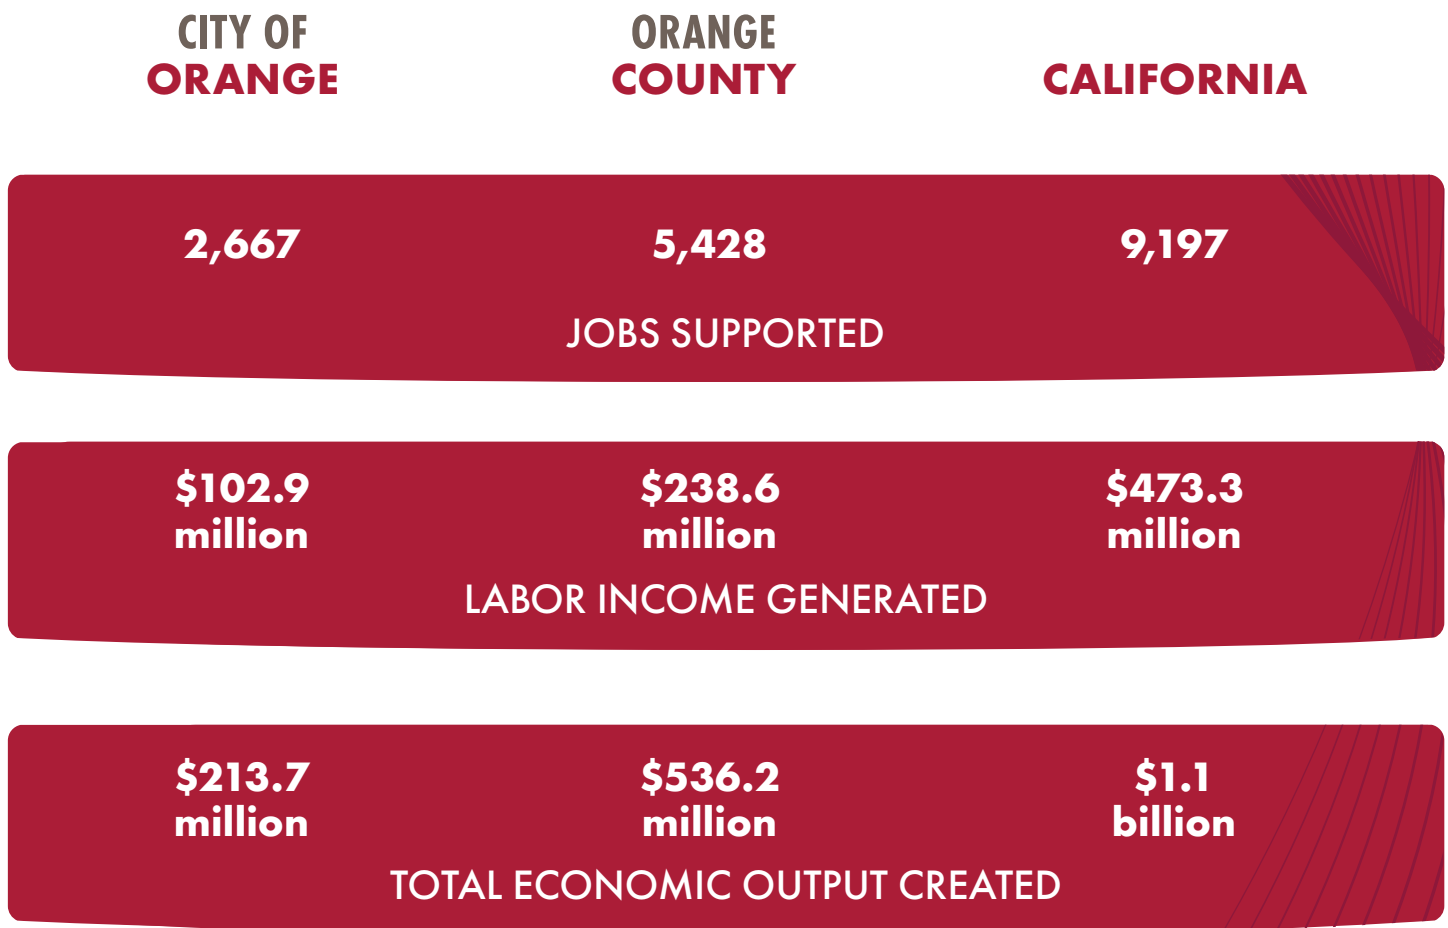 CITY OF
ORANGE
ORANGE
COUNTY
CALIFORNIA
2,667
5,428
9,197
JOBS SUPPORTED
$102.9
million
$238.6
million
$473.3
million
LABOR INCOME GENERATED
$213.7
million
$536.2
million
$1.1
billion
TOTAL ECONOMIC OUTPUT CREATED